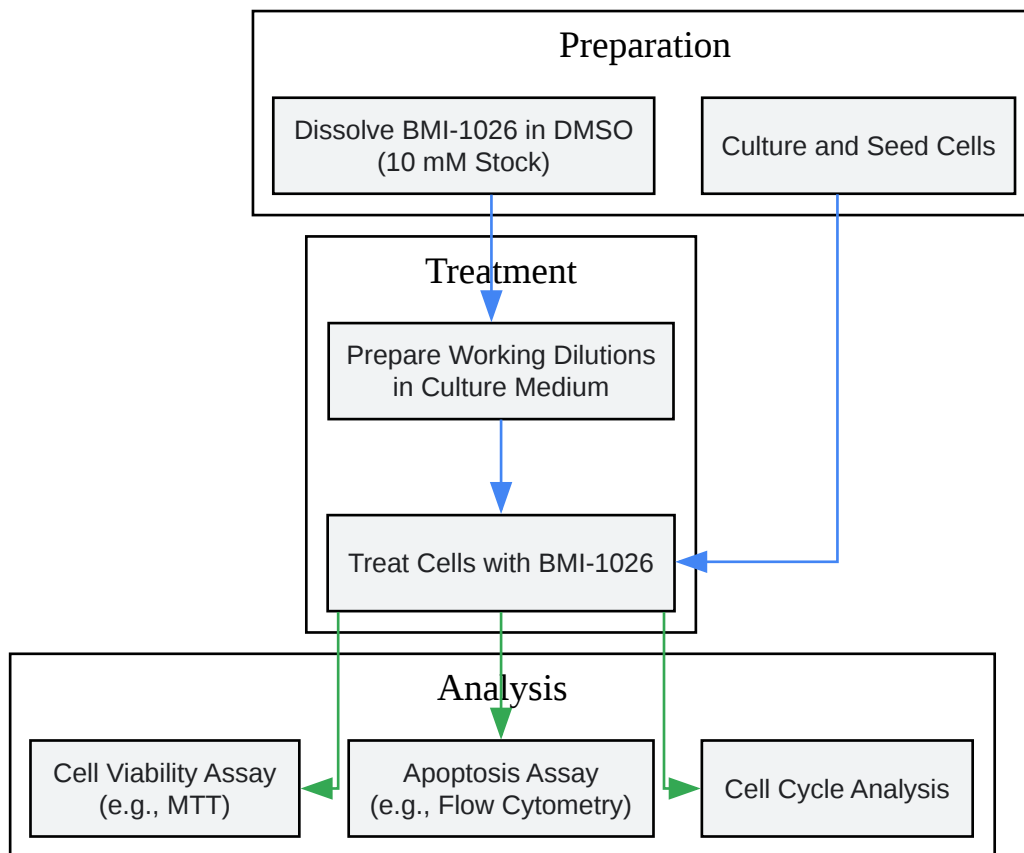 Preparation
Dissolve BMI-1026 in DMSO
(10 mM Stock)
Culture and Seed Cells
Treatment
Prepare Working Dilutions
in Culture Medium
Treat Cells with BMI-1026
Analysis
Cell Viability Assay
(e.g., MTT)
Apoptosis Assay
(e.g., Flow Cytometry)
Cell Cycle Analysis